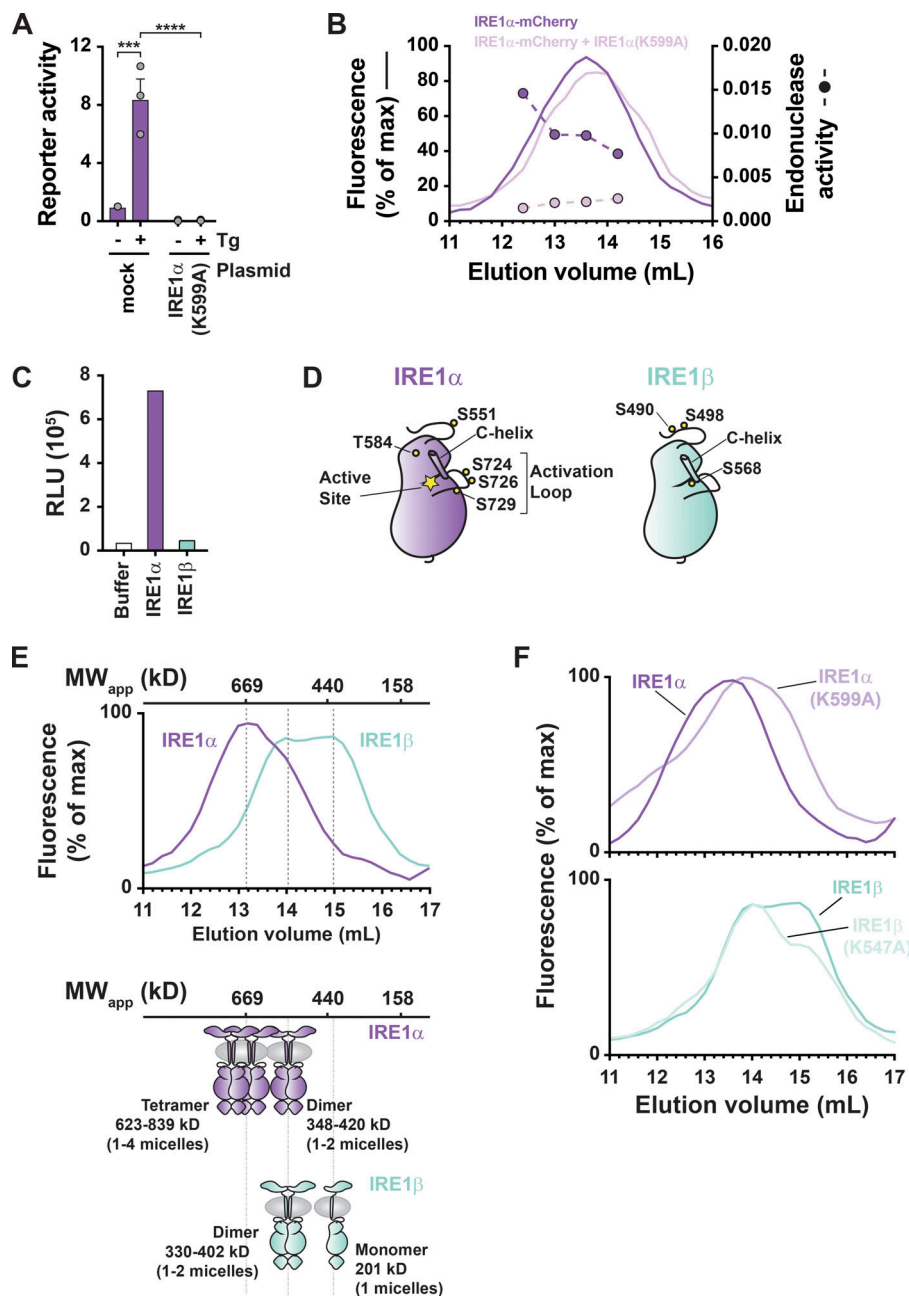 A
Reporter activity
12
8
4
0
***
****
- + - + Tg
mock
IRE1α
(K599A)
Plasmid
B
IRE1α-mCherry
IRE1α-mCherry + IRE1α(K599A)
Fluorescence
(% of max)
100
80
60
40
20
0
11 12 13 14 15 16
Elution volume (mL)
0.020
0.015
0.010
0.005
0.000
Endonuclease
activity
C
RLU (10⁵)
8
6
4
2
0
Buffer
IRE1α
IRE1β
D
IRE1α
S551
C-helix
T584
S724
S726
S729
Activation
Loop
Active
Site
IRE1β
S490
S498
C-helix
S568
E
MWapp (kD)
669 440 158
100
0
IRE1α
IRE1β
Fluorescence
(% of max)
11 12 13 14 15 16 17
Elution volume (mL)
MWapp (kD)
669 440 158
IRE1α
Tetramer
623-839 kD
(1-4 micelles)
Dimer
348-420 kD
(1-2 micelles)
IRE1β
Dimer
330-402 kD
(1-2 micelles)
Monomer
201 kD
(1 micelles)
F
Fluorescence (% of max)
100
0
IRE1α
IRE1α
(K599A)
11 12 13 14 15 16 17
100
0
IRE1β
IRE1β
(K547A)
11 12 13 14 15 16 17
Elution volume (mL)